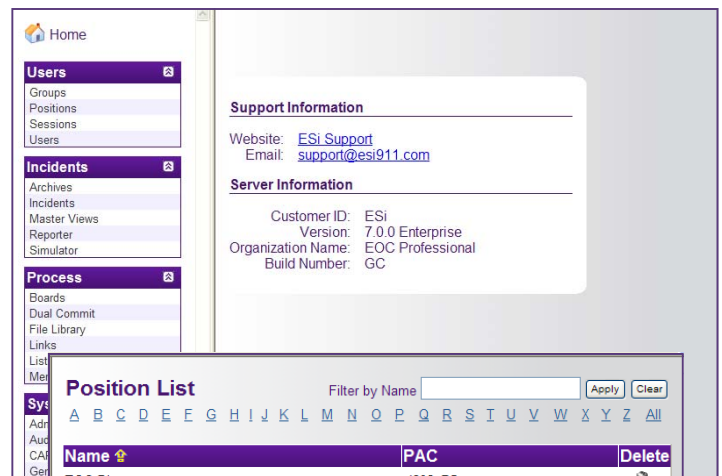 Home
Users
Groups
Positions
Sessions
Users
Incidents
Archives
Incidents
Master Views
Reporter
Simulator
Process
Boards
Dual Commit
File Library
Links
List
Support Information
Website: ESi Support
Email: support@esi911.com
Server Information
Customer ID: ESi
Version: 7.0.0 Enterprise
Organization Name: EOC Professional
Build Number: GC
Position List
Filter by Name
Apply Clear
A B C D E F G H I J K L M N O P Q R S T U V W X Y Z All
Name PAC Delete